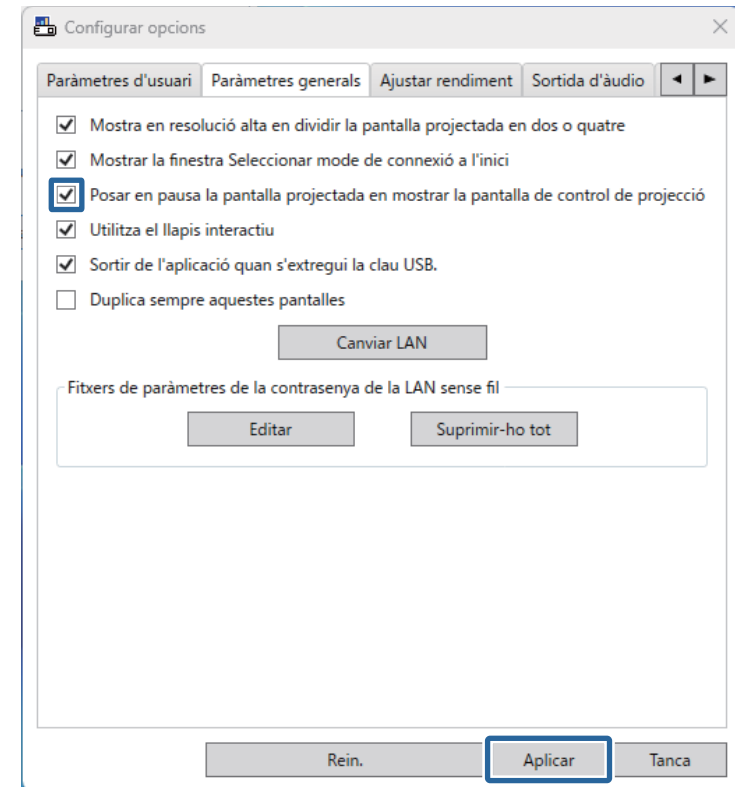 Configurar opcions
Paràmetres d'usuari Paràmetres generals Ajustar rendiment Sortida d'àudio
Mostra en resolució alta en dividir la pantalla projectada en dos o quatre
Mostrar la finestra Seleccionar mode de connexió a l'inici
Posar en pausa la pantalla projectada en mostrar la pantalla de control de projecció
Utilitza el llapis interactiu
Sortir de l'aplicació quan s'extregui la clau USB.
Duplica sempre aquestes pantalles
Canviar LAN
Fitxers de paràmetres de la contrasenya de la LAN sense fil
Editar Suprimir-ho tot
Rein. Aplicar Tanca